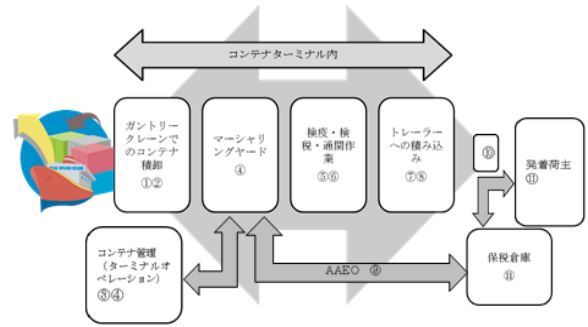 コンテナターミナル内
ガントリー
クレーンで
のコンテナ
積卸
①②
マーシャリ
ングヤード
④
検疫・検
税・通関作
業
⑤⑥
トレーラー
への積み込
み
⑦⑧
⑩
発着荷主
⑪
コンテナ管理
（ターミナルオ
ペレーション）
③④
AAEO ⑨
保税倉庫
⑪